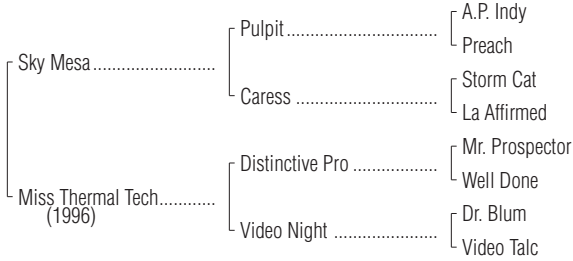 A.P. Indy
Pulpit..............................
Preach
Sky Mesa..........................
Storm Cat
Caress ..............................
La Affirmed
Mr. Prospector
Distinctive Pro ..................
Well Done
Miss Thermal Tech............
(1996)
Dr. Blum
Video Night ......................
Video Talc